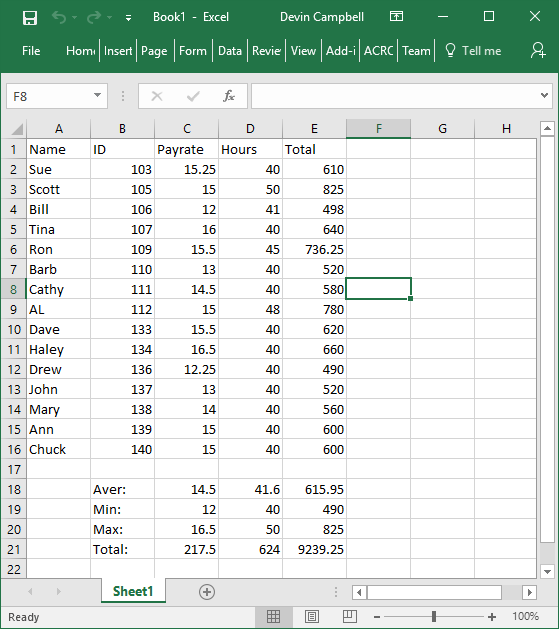 Book1 - Excel Devin Campbell
File Home Insert Page Form Data Revie View Add-i ACRC Team Tell me
F8 fx
A B C D E F G H
1 Name ID Payrate Hours Total
2 Sue 103 15.25 40 610
3 Scott 105 15 50 825
4 Bill 106 12 41 498
5 Tina 107 16 40 640
6 Ron 109 15.5 45 736.25
7 Barb 110 13 40 520
8 Cathy 111 14.5 40 580
9 AL 112 15 48 780
10 Dave 133 15.5 40 620
11 Haley 134 16.5 40 660
12 Drew 136 12.25 40 490
13 John 137 13 40 520
14 Mary 138 14 40 560
15 Ann 139 15 40 600
16 Chuck 140 15 40 600
17
18 Aver: 14.5 41.6 615.95
19 Min: 12 40 490
20 Max: 16.5 50 825
21 Total: 217.5 624 9239.25
22
Sheet1
Ready 100%